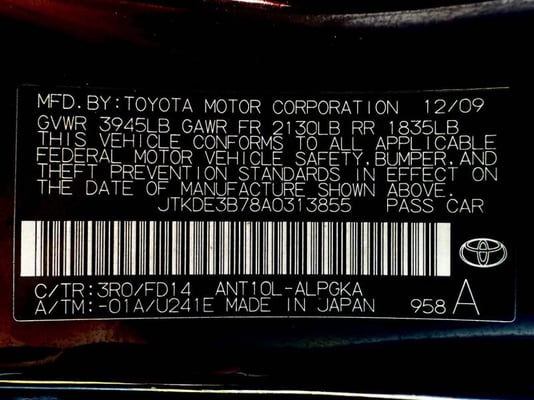 MFD. BY: TOYOTA MOTOR CORPORATION 12/09
GVWR 3945LB GAWR FR 2130LB RR 1835LB
THIS VEHICLE CONFORMS TO ALL APPLICABLE
FEDERAL MOTOR VEHICLE SAFETY, BUMPER, AND
THEFT PREVENTION STANDARDS IN EFFECT ON
THE DATE OF MANUFACTURE SHOWN ABOVE.
JTKDE3B78A0313855 PASS CAR
C/TR: 3R0/FD14 ANT10L-ALPGKA
A/TM: -01A/U241E MADE IN JAPAN 958 A